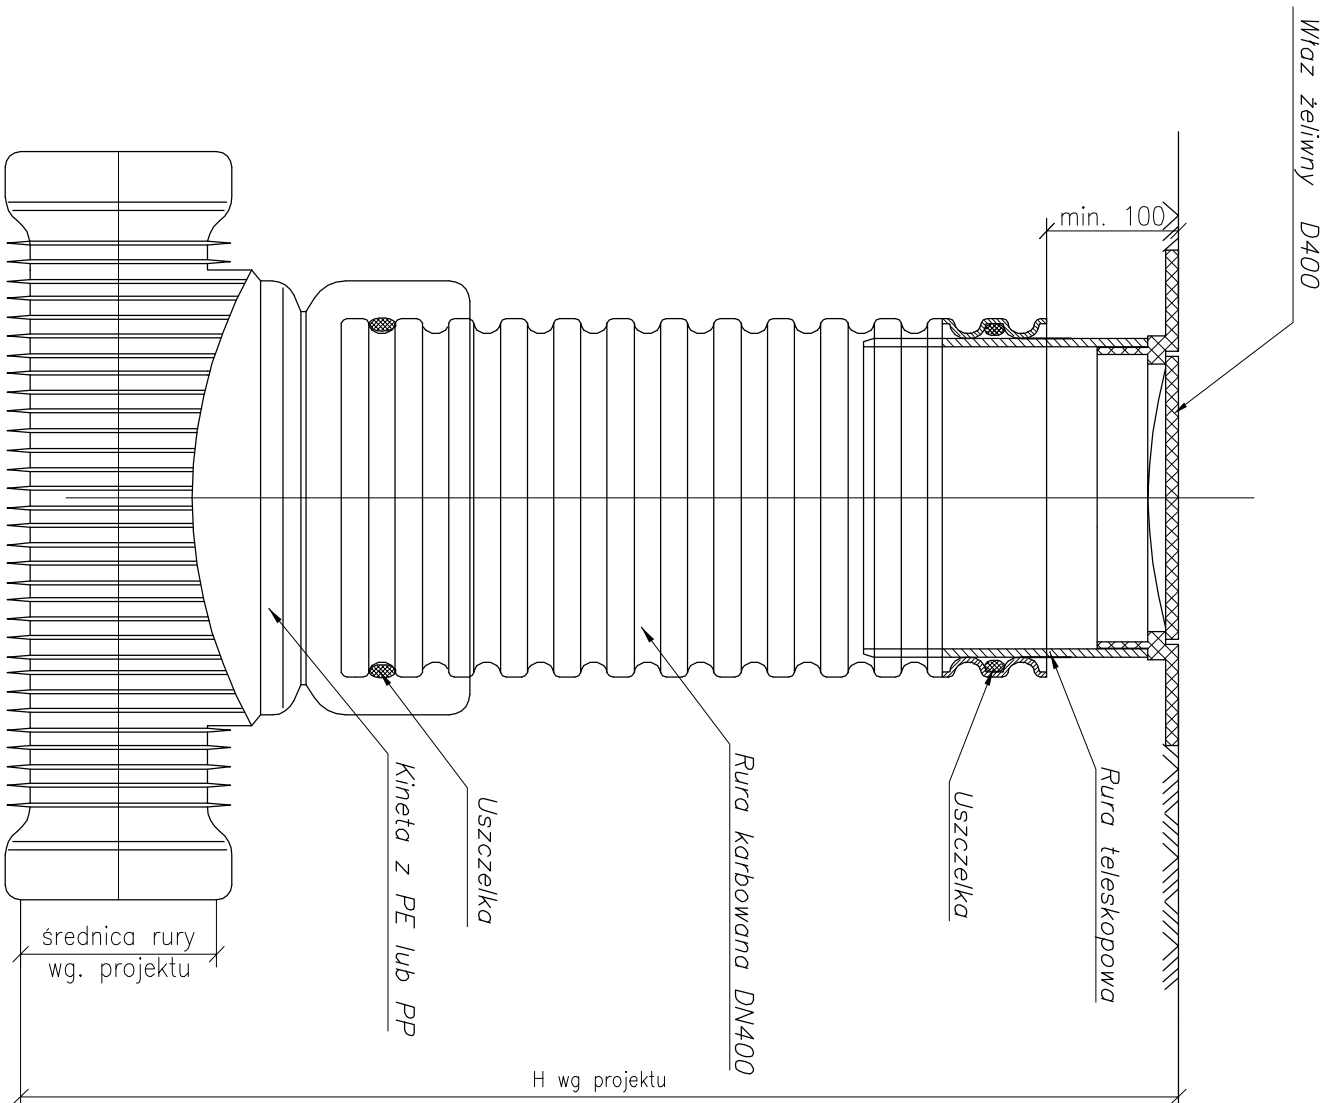 Właz żeliwny D400
min. 100
Rura teleskopowa
Uszczelka
Rura karbowana DN400
Uszczelka
Kineta z PE lub PP
średnica rury
wg. projektu
H wg projektu